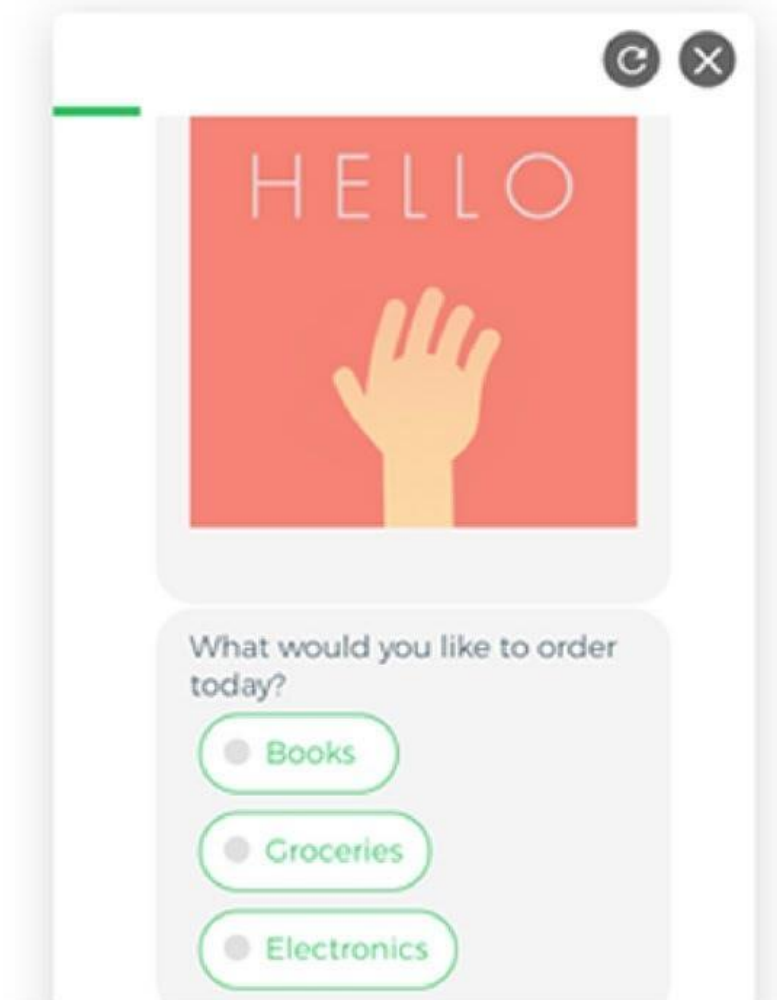 HELLO
What would you like to order
today?
Books
Groceries
Electronics